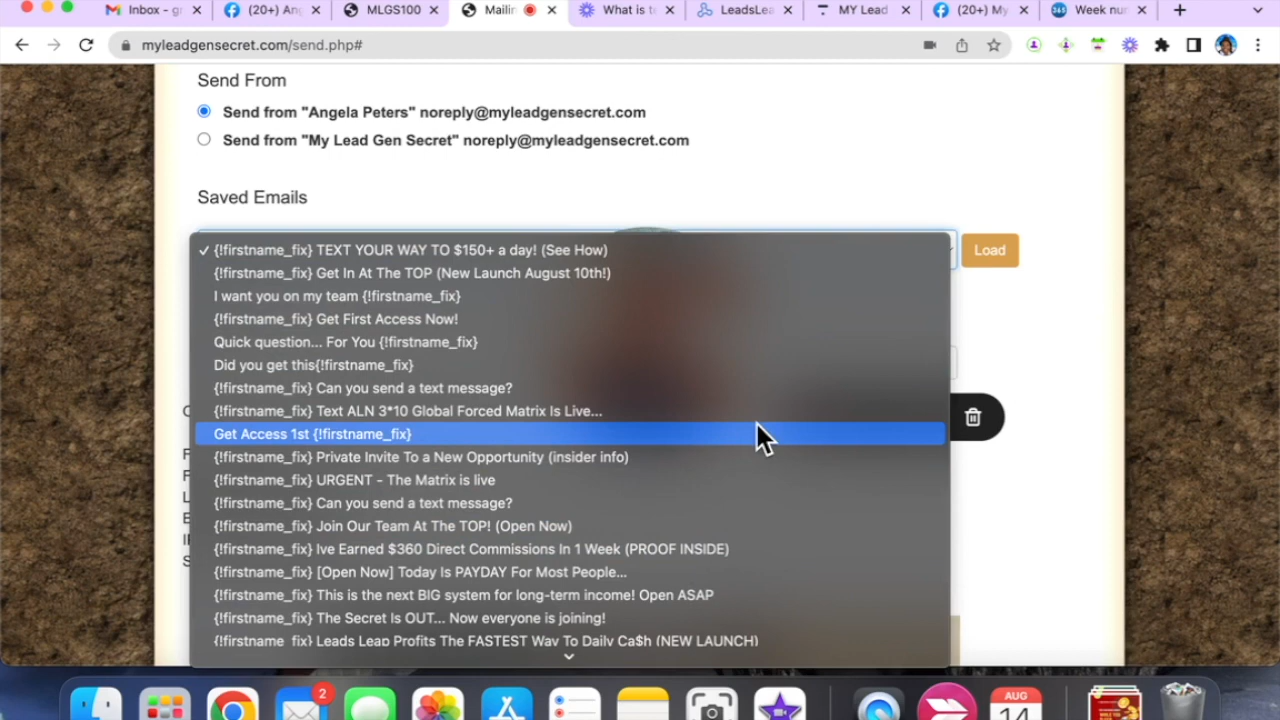 Inbox - gr
(20+) Ang
MLGS100
Mailin
What is t
LeadsLea
MY Lead
(20+) My
365
Week nu
myleadgensecret.com/send.php#
Send From
Send from "Angela Peters" noreply@myleadgensecret.com
Send from "My Lead Gen Secret" noreply@myleadgensecret.com
Saved Emails
{!firstname_fix} TEXT YOUR WAY TO $150+ a day! (See How)
Load
{!firstname_fix} Get In At The TOP (New Launch August 10th!)
I want you on my team {!firstname_fix}
{!firstname_fix} Get First Access Now!
Quick question... For You {!firstname_fix}
Did you get this{!firstname_fix}
{!firstname_fix} Can you send a text message?
{!firstname_fix} Text ALN 3*10 Global Forced Matrix Is Live...
Get Access 1st {!firstname_fix}
{!firstname_fix} Private Invite To a New Opportunity (insider info)
{!firstname_fix} URGENT - The Matrix is live
{!firstname_fix} Can you send a text message?
{!firstname_fix} Join Our Team At The TOP! (Open Now)
{!firstname_fix} Ive Earned $360 Direct Commissions In 1 Week (PROOF INSIDE)
{!firstname_fix} [Open Now] Today Is PAYDAY For Most People...
{!firstname_fix} This is the next BIG system for long-term income! Open ASAP
{!firstname_fix} The Secret Is OUT... Now everyone is joining!
{!firstname_fix} Leads Leap Profits The FASTEST Way To Daily Ca$h (NEW LAUNCH)
2
AUG
14